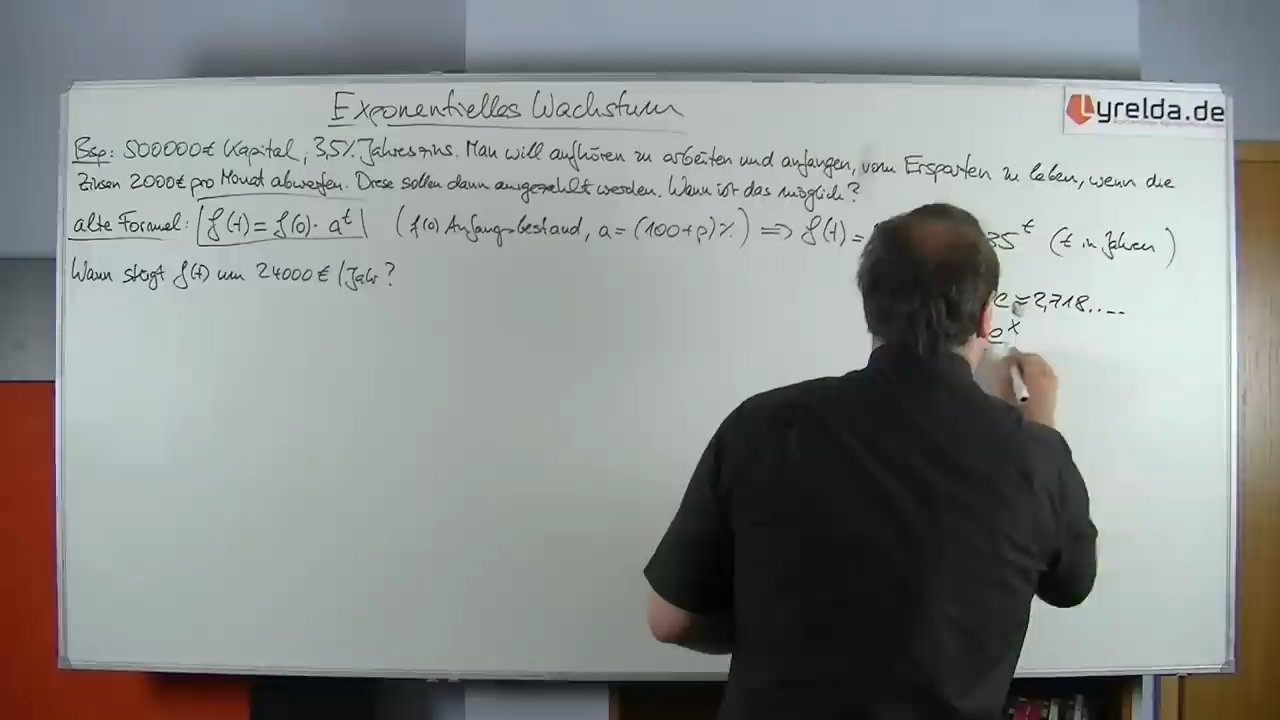 Exponentielles Wachstum
Lyrelda.de
Bsp: 500000€ Kapital, 3,5% Jahreszins. Man will aufhören zu arbeiten und anfangen, vom Ersparten zu leben, wenn die
Zinsen 2000€ pro Monat abwerfen. Diese sollen dann ausgezahlt werden. Wann ist das möglich?
alte Formel: f(t) = f(0) · a^t (f(0) Anfangsbestand, a = (100+p)%) ⇒ f(t) = 35^t (t in Jahren)
Wann steigt f(t) um 24000€/Jahr?
e ≈ 2,718....
e^x